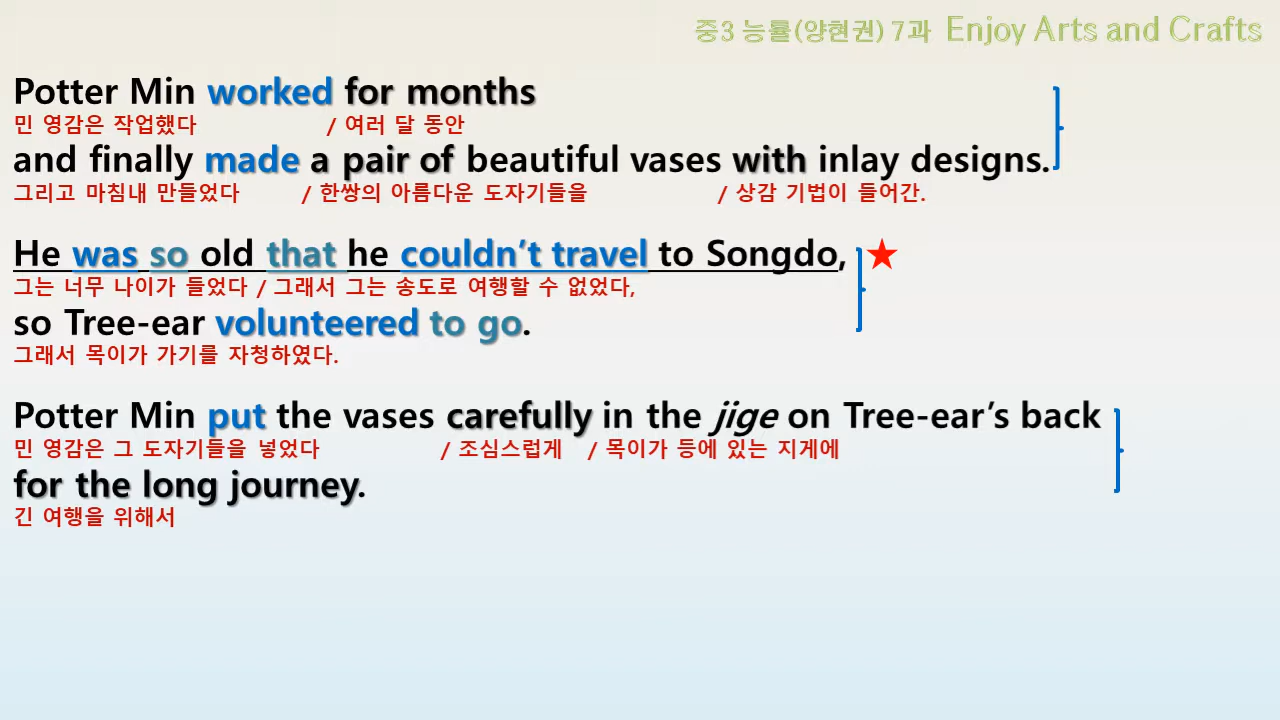 중3 능률(양현권) 7과 Enjoy Arts and Crafts
Potter Min worked for months
민 영감은 작업했다 / 여러 달 동안
and finally made a pair of beautiful vases with inlay designs.
그리고 마침내 만들었다 / 한쌍의 아름다운 도자기들을 / 상감 기법이 들어간.
He was so old that he couldn’t travel to Songdo, ★
그는 너무 나이가 들었다 / 그래서 그는 송도로 여행할 수 없었다,
so Tree-ear volunteered to go.
그래서 목이가 가기를 자청하였다.
Potter Min put the vases carefully in the jige on Tree-ear’s back
민 영감은 그 도자기들을 넣었다 / 조심스럽게 / 목이가 등에 있는 지게에
for the long journey.
긴 여행을 위해서